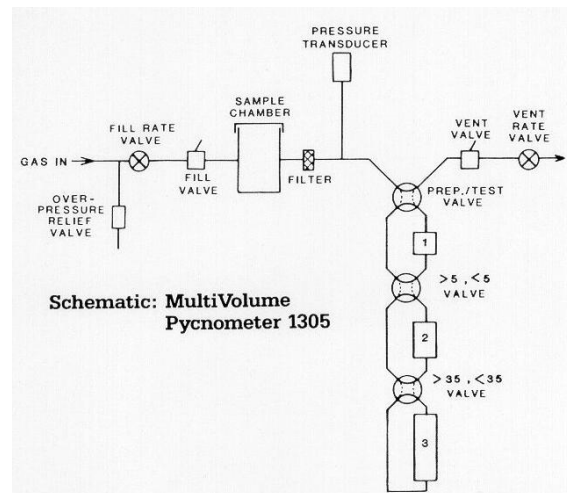 PRESSURE
TRANSDUCER
SAMPLE
CHAMBER
FILL RATE
VALVE
VENT
VALVE
VENT
RATE
VALVE
GAS IN
FILL
VALVE
FILTER
PREP./TEST
VALVE
OVER-
PRESSURE
RELIEF
VALVE
1
>5 , <5
VALVE
Schematic: MultiVolume
Pycnometer 1305
2
>35, <35
VALVE
3